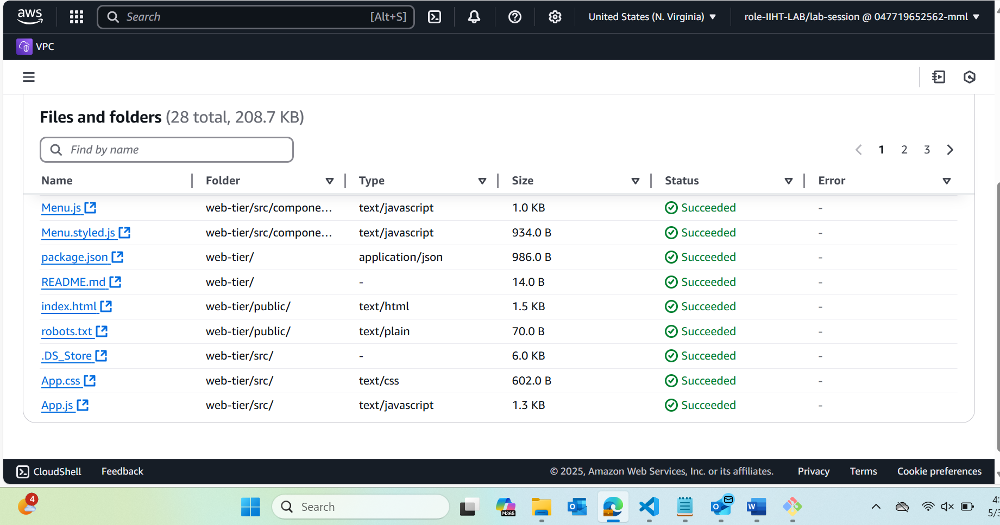 aws Search [Alt+S] United States (N. Virginia) role-IIHT-LAB/lab-session @ 047719652562-mml
VPC
Files and folders (28 total, 208.7 KB)
Find by name 1 2 3
Name Folder Type Size Status Error
Menu.js web-tier/src/compone... text/javascript 1.0 KB Succeeded -
Menu.styled.js web-tier/src/compone... text/javascript 934.0 B Succeeded -
package.json web-tier/ application/json 986.0 B Succeeded -
README.md web-tier/ - 14.0 B Succeeded -
index.html web-tier/public/ text/html 1.5 KB Succeeded -
robots.txt web-tier/public/ text/plain 70.0 B Succeeded -
.DS_Store web-tier/src/ - 6.0 KB Succeeded -
App.css web-tier/src/ text/css 602.0 B Succeeded -
App.js web-tier/src/ text/javascript 1.3 KB Succeeded -
CloudShell Feedback © 2025, Amazon Web Services, Inc. or its affiliates. Privacy Terms Cookie preferences
4 Search M365 O O W 4:
5/3